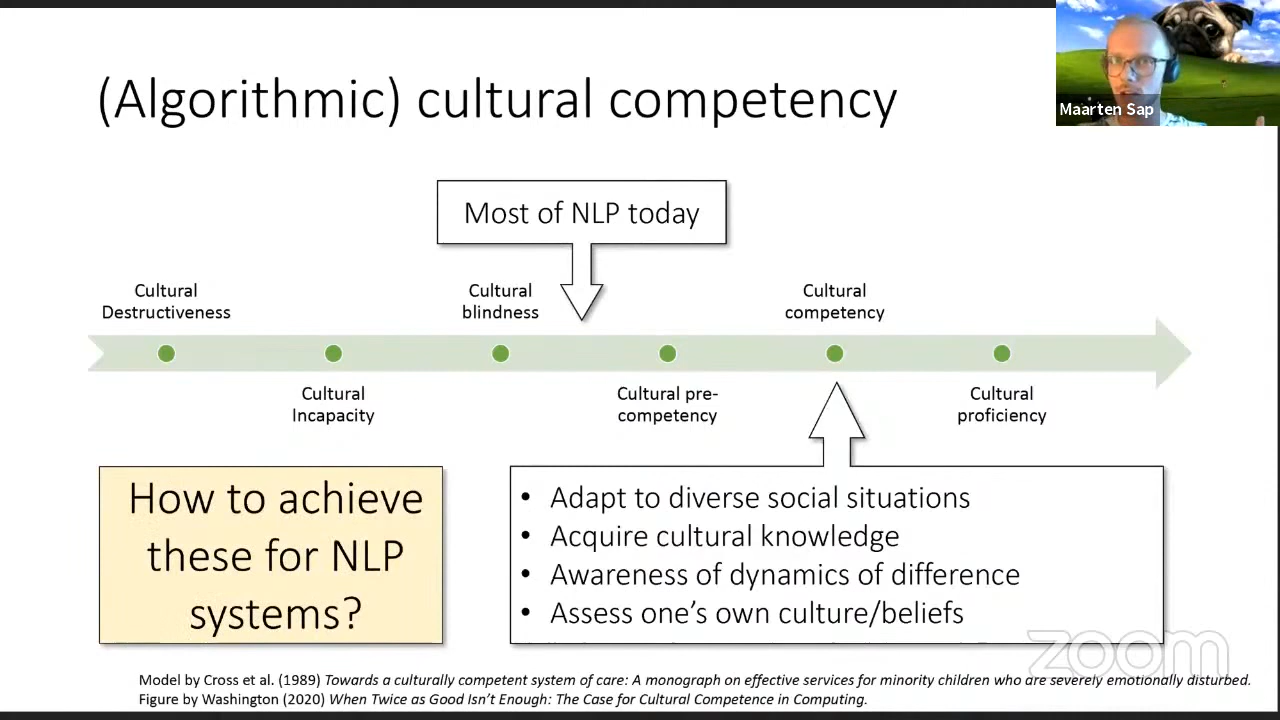 (Algorithmic) cultural competency
Maarten Sap
Most of NLP today
Cultural
Destructiveness
Cultural
blindness
Cultural
competency
Cultural
Incapacity
Cultural pre-
competency
Cultural
proficiency
How to achieve
these for NLP
systems?
• Adapt to diverse social situations
• Acquire cultural knowledge
• Awareness of dynamics of difference
• Assess one’s own culture/beliefs
zoom
Model by Cross et al. (1989) Towards a culturally competent system of care: A monograph on effective services for minority children who are severely emotionally disturbed.
Figure by Washington (2020) When Twice as Good Isn’t Enough: The Case for Cultural Competence in Computing.